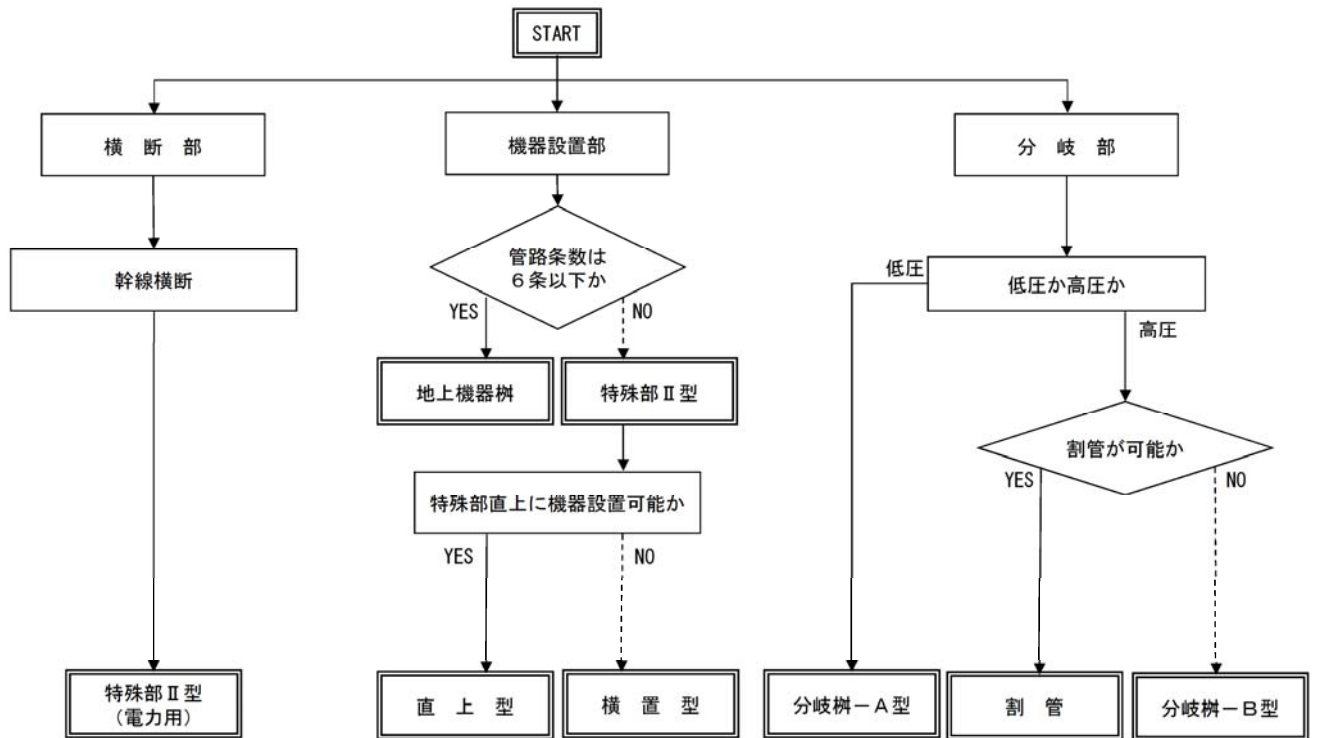 START
横 断 部
機器設置部
分 岐 部
幹線横断
管路条数は
6条以下か
低圧
低圧か高圧か
YES
NO
高圧
地上機器桝
特殊部Ⅱ型
割管が可能か
YES
NO
特殊部直上に機器設置可能か
YES
NO
特殊部Ⅱ型
(電力用)
直 上 型
横 置 型
分岐桝-A型
割 管
分岐桝-B型